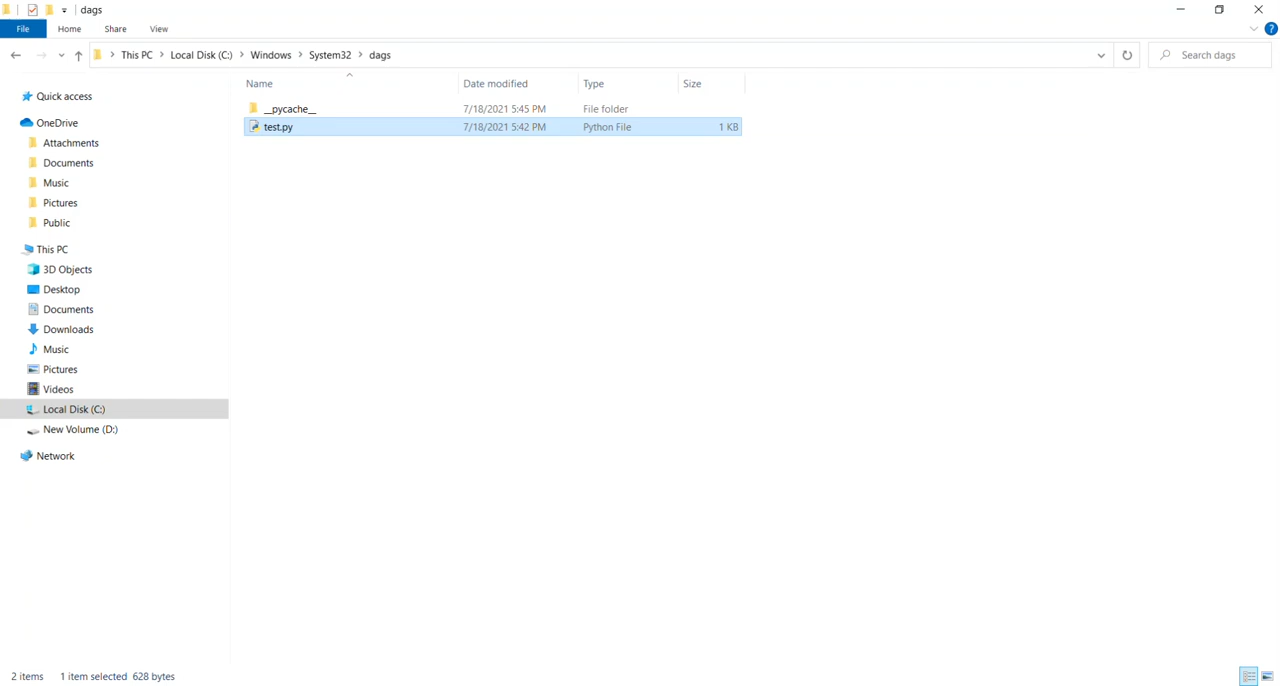 dags
File Home Share View
This PC Local Disk (C:) Windows System32 dags
Search dags
Name Date modified Type Size
__pycache__ 7/18/2021 5:45 PM File folder
test.py 7/18/2021 5:42 PM Python File 1 KB
Quick access
OneDrive
Attachments
Documents
Music
Pictures
Public
This PC
3D Objects
Desktop
Documents
Downloads
Music
Pictures
Videos
Local Disk (C:)
New Volume (D:)
Network
2 items 1 item selected 628 bytes